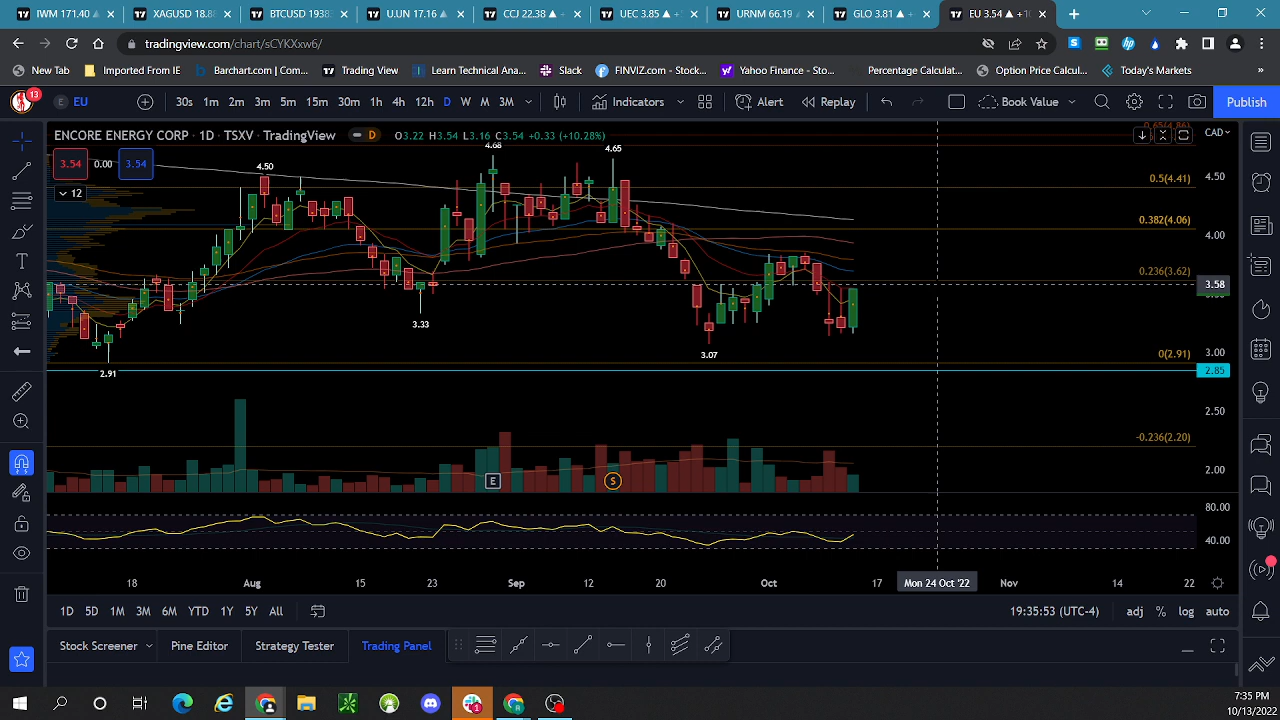 IWM 171.40
XAGUSD 18.8
BTCUSD 1938
U.UN 17.16
CCJ 22.38
UEC 3.85
URNM 66.19
GLO 3.81
EU 3.54 ▲ +10
tradingview.com/chart/sCYKXxw6/
New Tab
Imported From IE
Barchart.com | Com...
Trading View
Learn Technical Ana...
Slack
FINVIZ.com - Stock...
Yahoo Finance - Sto...
Percentage Calculat...
Option Price Calcul...
Today's Markets
»
13
E EU
30s 1m 2m 3m 5m 15m 30m 1h 4h 12h D W M 3M
Indicators
Alert
Replay
Book Value
Publish
ENCORE ENERGY CORP · 1D · TSXV · TradingView
D
O3.22 H3.54 L3.16 C3.54 +0.33 (+10.28%)
0.65(4.86)
CAD
3.54 0.00 3.54
12
4.50
4.68
4.65
3.33
3.07
2.91
0.5(4.41)
0.382(4.06)
0.236(3.62)
0(2.91)
-0.236(2.20)
4.50
4.00
3.58
3.00
2.85
2.50
2.00
80.00
40.00
E
S
18
Aug
15
23
Sep
12
20
Oct
17
Mon 24 Oct '22
Nov
14
22
1D 5D 1M 3M 6M YTD 1Y 5Y All
19:35:53 (UTC-4)
adj % log auto
Stock Screener
Pine Editor
Strategy Tester
Trading Panel
7:35 PM
10/13/2022